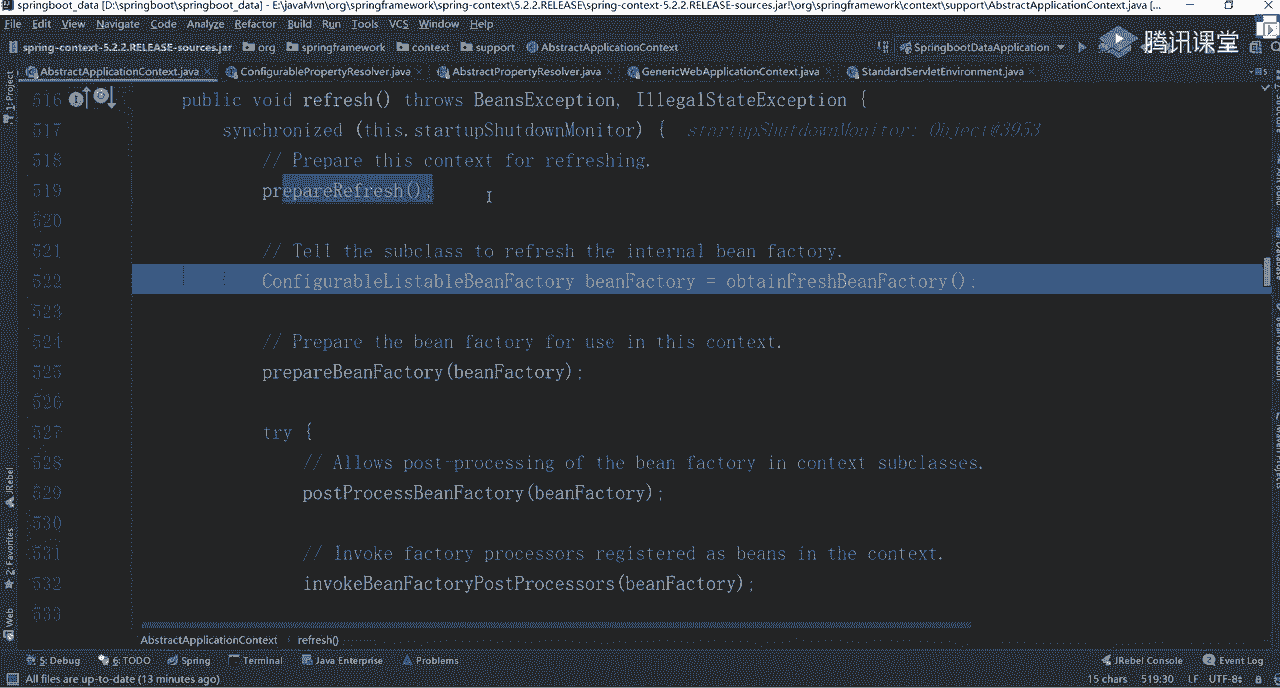 springboot_data [D:\springboot\springboot_data] - E:\javaMvn\org\springframework\spring-context\5.2.2.RELEASE\spring-context-5.2.2.RELEASE-sources.jar!\org\springframework\context\support\AbstractApplicationContext.java [...
File Edit View Navigate Code Analyze Refactor Build Run Tools VCS Window Help
spring-context-5.2.2.RELEASE-sources.jar org springframework context support AbstractApplicationContext SpringbootDataApplication
腾讯课堂
AbstractApplicationContext.java ConfigurablePropertyResolver.java AbstractPropertyResolver.java GenericWebApplicationContext.java StandardServletEnvironment.java
1: Project
516 public void refresh() throws BeansException, IllegalStateException {
517 synchronized (this.startupShutdownMonitor) { startupShutdownMonitor: Object@3953
518 // Prepare this context for refreshing.
519 prepareRefresh();
520
521 // Tell the subclass to refresh the internal bean factory.
522 ConfigurableListableBeanFactory beanFactory = obtainFreshBeanFactory();
523
524 // Prepare the bean factory for use in this context.
525 prepareBeanFactory(beanFactory);
526
527 try {
528 // Allows post-processing of the bean factory in context subclasses.
529 postProcessBeanFactory(beanFactory);
530
531 // Invoke factory processors registered as beans in the context.
532 invokeBeanFactoryPostProcessors(beanFactory);
533
JRebel
2: Favorites
Web
AbstractApplicationContext refresh()
5: Debug 6: TODO Spring Terminal Java Enterprise Problems JRebel Console Event Log
All files are up-to-date (13 minutes ago) 15 chars 519:30 LF UTF-8